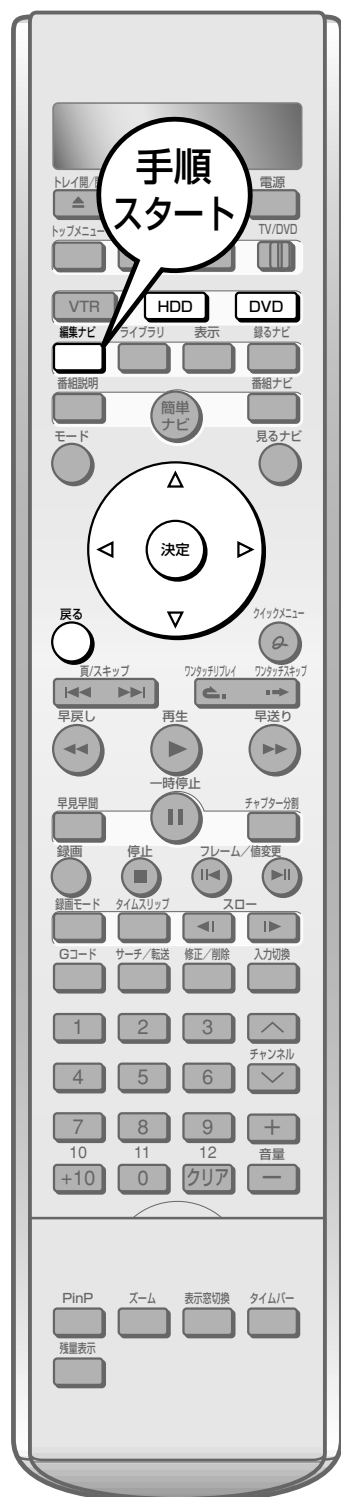 手順
スタート
トレイ開/
電源
トップメニュー
TV/DVD
VTR HDD DVD
編集ナビ ライブラリ 表示 録るナビ
番組説明 番組ナビ
簡単
ナビ
モード 見るナビ
決定
戻る クイックメニュー
頁/スキップ ワンタッチリプレイ ワンタッチスキップ
早戻し 再生 早送り
一時停止
早見早聞 チャプター分割
録画 停止 フレーム/値変更
録画モード タイムスリップ スロー
Gコード サーチ/転送 修正/削除 入力切換
1 2 3
チャンネル
4 5 6
7 8 9 +
10 11 12 音量
+10 0 クリア −
PinP ズーム 表示窓切換 タイムバー
残量表示